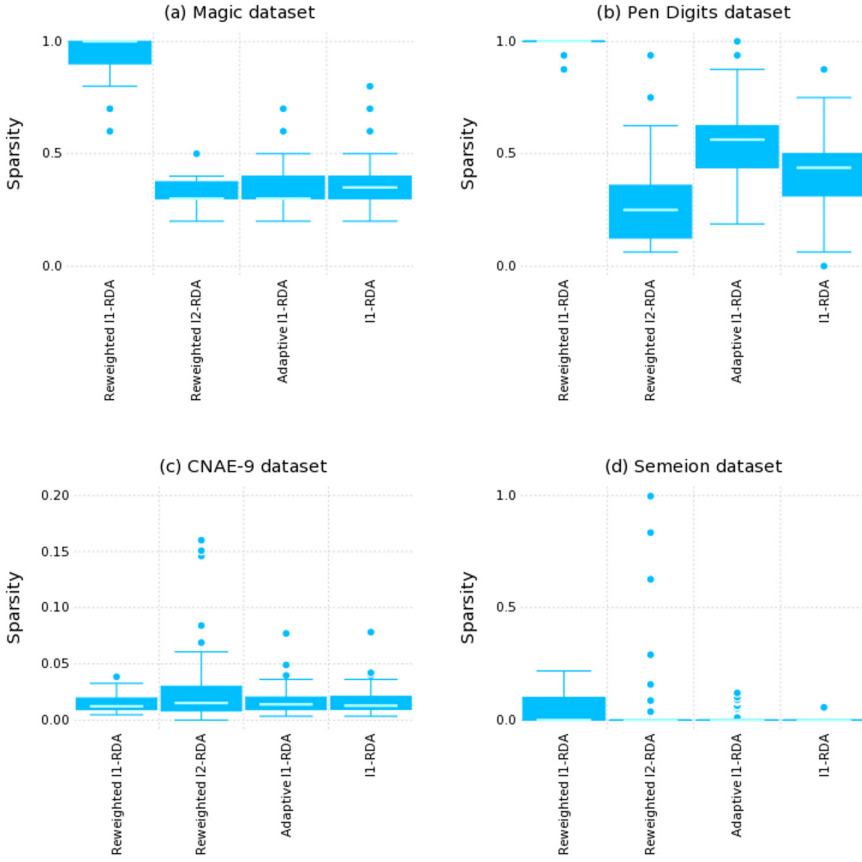 (a) Magic dataset
Sparsity
1.0
0.5
0.0
Reweighted l1-RDA
Reweighted l2-RDA
Adaptive l1-RDA
l1-RDA
(b) Pen Digits dataset
Sparsity
1.0
0.5
0.0
Reweighted l1-RDA
Reweighted l2-RDA
Adaptive l1-RDA
l1-RDA
(c) CNAE-9 dataset
Sparsity
0.20
0.15
0.10
0.05
0.00
Reweighted l1-RDA
Reweighted l2-RDA
Adaptive l1-RDA
l1-RDA
(d) Semeion dataset
Sparsity
1.0
0.5
0.0
Reweighted l1-RDA
Reweighted l2-RDA
Adaptive l1-RDA
l1-RDA